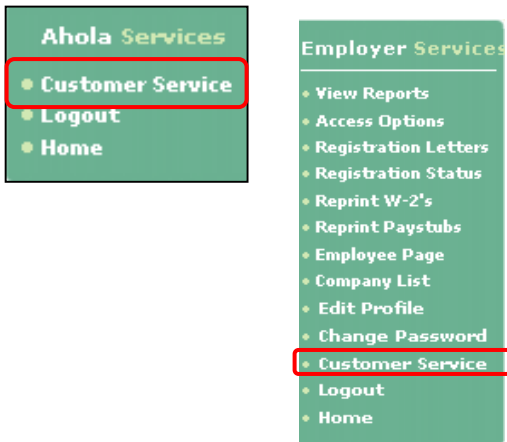 Ahola Services
Customer Service
Logout
Home
Employer Services
View Reports
Access Options
Registration Letters
Registration Status
Reprint W-2's
Reprint Paystubs
Employee Page
Company List
Edit Profile
Change Password
Customer Service
Logout
Home